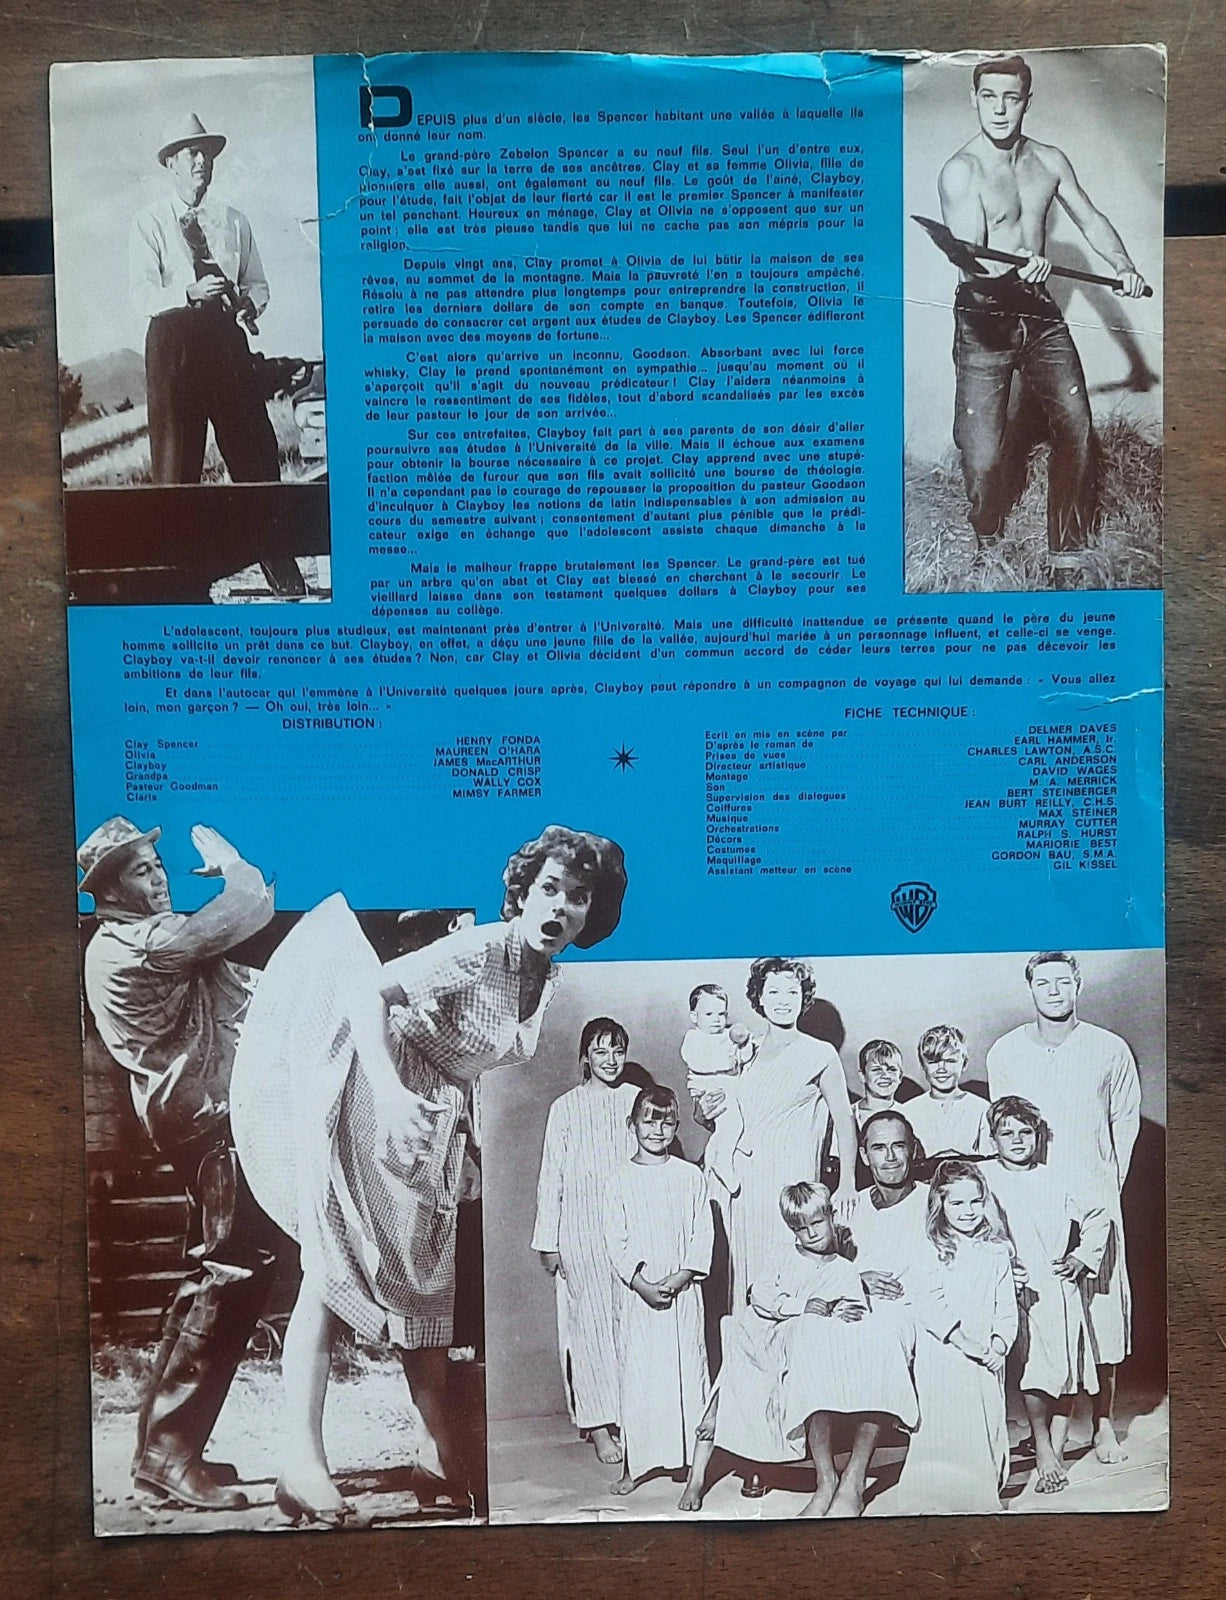 DEPUIS plus d'un siècle, les Spencer habitent une vallée à laquelle ils
ont donné leur nom.
Le grand-père Zebelon Spencer a eu neuf fils. Seul l'un d'entre eux,
Clay, s'est fixé sur la terre de ses ancêtres. Clay et sa femme Olivia, fille de
pionniers elle aussi, ont également eu neuf fils. Le goût de l'aîné, Clayboy,
pour l'étude, fait l'objet de leur fierté car il est le premier Spencer à manifester
un tel penchant. Heureux en ménage, Clay et Olivia ne s'opposent que sur un
point : elle est très pieuse tandis que lui ne cache pas son mépris pour la
religion.
Depuis vingt ans, Clay promet à Olivia de lui bâtir la maison de ses
rêves, au sommet de la montagne. Mais la pauvreté l'en a toujours empêché.
Résolu à ne pas attendre plus longtemps pour entreprendre la construction, il
retire les derniers dollars de son compte en banque. Toutefois, Olivia le
persuade de consacrer cet argent aux études de Clayboy. Les Spencer édifieront
la maison avec des moyens de fortune...
C'est alors qu'arrive un inconnu, Goodson. Absorbant avec lui force
whisky, Clay le prend spontanément en sympathie... jusqu'au moment où il
s'aperçoit qu'il s'agit du nouveau prédicateur ! Clay l'aidera néanmoins à
vaincre le ressentiment de ses fidèles, tout d'abord scandalisés par les excès
de leur pasteur le jour de son arrivée...
Sur ces entrefaites, Clayboy fait part à ses parents de son désir d'aller
poursuivre ses études à l'Université de la ville. Mais il échoue aux examens
pour obtenir la bourse nécessaire à ce projet. Clay apprend avec une stupé-
faction mêlée de fureur que son fils avait sollicité une bourse de théologie.
Il n'a cependant pas le courage de repousser la proposition du pasteur Goodson
d'inculquer à Clayboy les notions de latin indispensables à son admission au
cours du semestre suivant ; consentement d'autant plus pénible que le prédi-
cateur exige en échange que l'adolescent assiste chaque dimanche à la
messe...
Mais le malheur frappe brutalement les Spencer. Le grand-père est tué
par un arbre qu'on abat et Clay est blessé en cherchant à le secourir. Le
vieillard laisse dans son testament quelques dollars à Clayboy pour ses
dépenses au collège.
L'adolescent, toujours plus studieux, est maintenant près d'entrer à l'Université. Mais une difficulté inattendue se présente quand le père du jeune
homme sollicite un prêt dans ce but. Clayboy, en effet, a déçu une jeune fille de la vallée, aujourd'hui mariée à un personnage influent, et celle-ci se venge.
Clayboy va-t-il devoir renoncer à ses études ? Non, car Clay et Olivia décident d'un commun accord de céder leurs terres pour ne pas décevoir les
ambitions de leur fils.
Et dans l'autocar qui l'emmène à l'Université quelques jours après, Clayboy peut répondre à un compagnon de voyage qui lui demande : « Vous allez
loin, mon garçon ? — Oh oui, très loin... »
DISTRIBUTION :
Clay Spencer HENRY FONDA
Olivia MAUREEN O'HARA
Clayboy JAMES MacARTHUR
Grandpa DONALD CRISP
Pasteur Goodman WALLY COX
Claris MIMSY FARMER
FICHE TECHNIQUE :
Ecrit en mis en scène par DELMER DAVES
D'après le roman de EARL HAMMER, Jr.
Prises de vues CHARLES LAWTON, A.S.C.
Directeur artistique CARL ANDERSON
Montage DAVID WAGES
Son M. A. MERRICK
Supervision des dialogues BERT STEINBERGER
Coiffures JEAN BURT REILLY, C.H.S.
Musique MAX STEINER
Orchestrations MURRAY CUTTER
Décors RALPH S. HURST
Costumes MARJORIE BEST
Maquillage GORDON BAU, S.M.A.
Assistant metteur en scène GIL KISSEL
WB